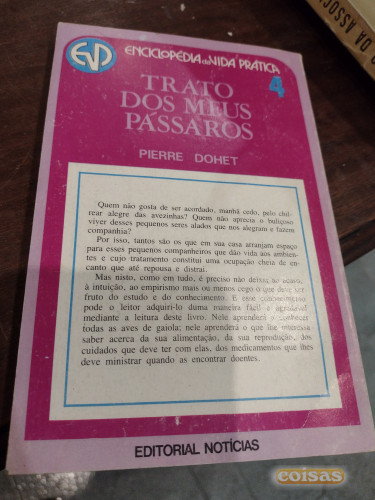 EVP
ENCICLOPÉDIA da VIDA PRÁTICA
4
TRATO
DOS MEUS
PÁSSAROS
PIERRE DOHET
Quem não gosta de ser acordado, manhã cedo, pelo chil-
rear alegre das avezinhas? Quem não aprecia o buliçoso
viver desses pequenos seres alados que nos alegram e fazem
companhia?
Por isso, tantos são os que em sua casa arranjam espaço
para esses pequenos companheiros que dão vida aos ambien-
tes e cujo tratamento constitui uma ocupação cheia de en-
canto que até repousa e distrai.
Mas nisto, como em tudo, é preciso não deixar ao acaso,
à intuição, ao empirismo mais ou menos cego o que deve ser
fruto do estudo e do conhecimento. E esse conhecimento
pode o leitor adquiri-lo duma maneira fácil e agradável
mediante a leitura deste livro. Nele aprenderá a conhecer
todas as aves de gaiola; nele aprenderá o que lhe interessa
saber acerca da sua alimentação, da sua reprodução, dos
cuidados que deve ter com elas, dos medicamentos que lhes
deve ministrar quando as encontrar doentes.
EDITORIAL NOTÍCIAS
DA ASSOC
coisas